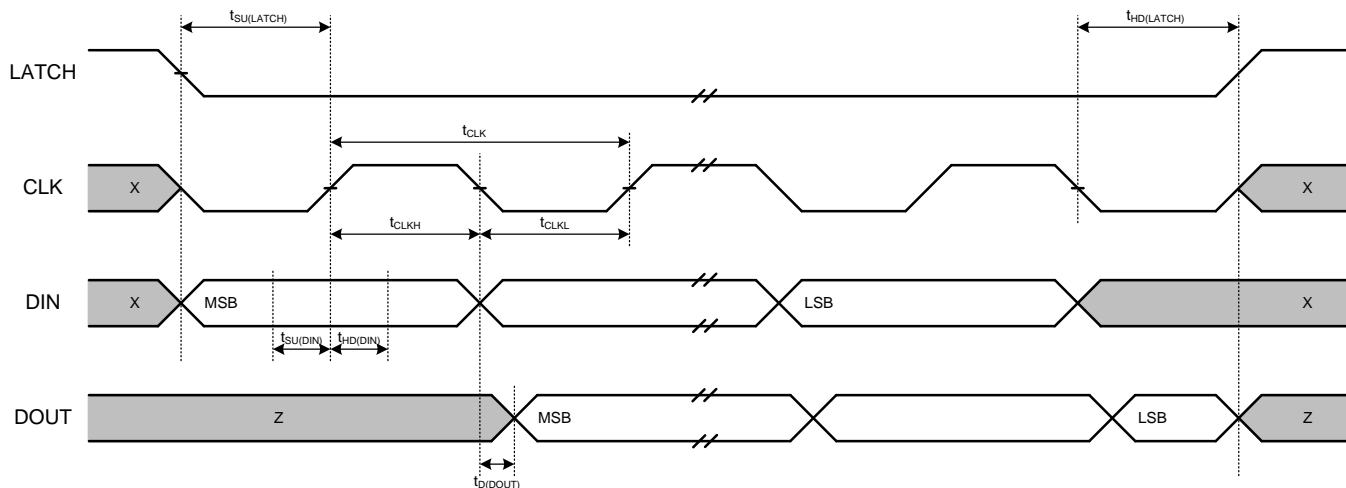 tSU(LATCH)
tHD(LATCH)
LATCH
tCLK
CLK
X
X
tCLKH
tCLKL
DIN
X
MSB
LSB
X
tSU(DIN)
tHD(DIN)
DOUT
Z
MSB
LSB
Z
tD(DOUT)